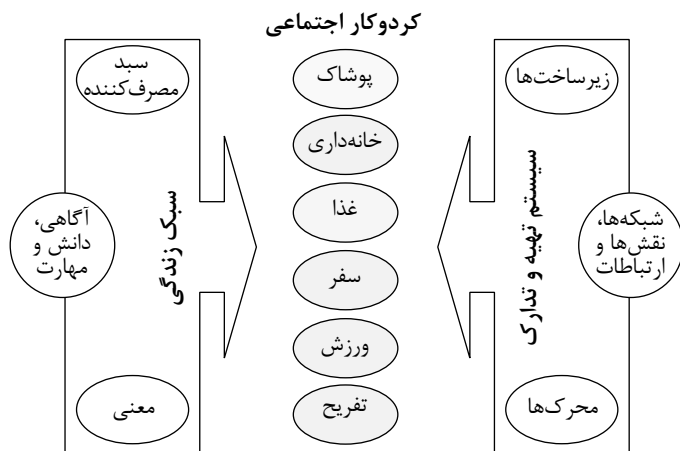 کردوکار اجتماعی
زیرساخت‌ها
شبکه‌ها،
نقش‌ها و
ارتباطات
محرک‌ها
سیستم تهیه و تدارک
پوشاک
خانه‌داری
غذا
سفر
ورزش
تفریح
سبک زندگی
سبد
مصرف‌کننده
آگاهی،
دانش و
مهارت
معنی